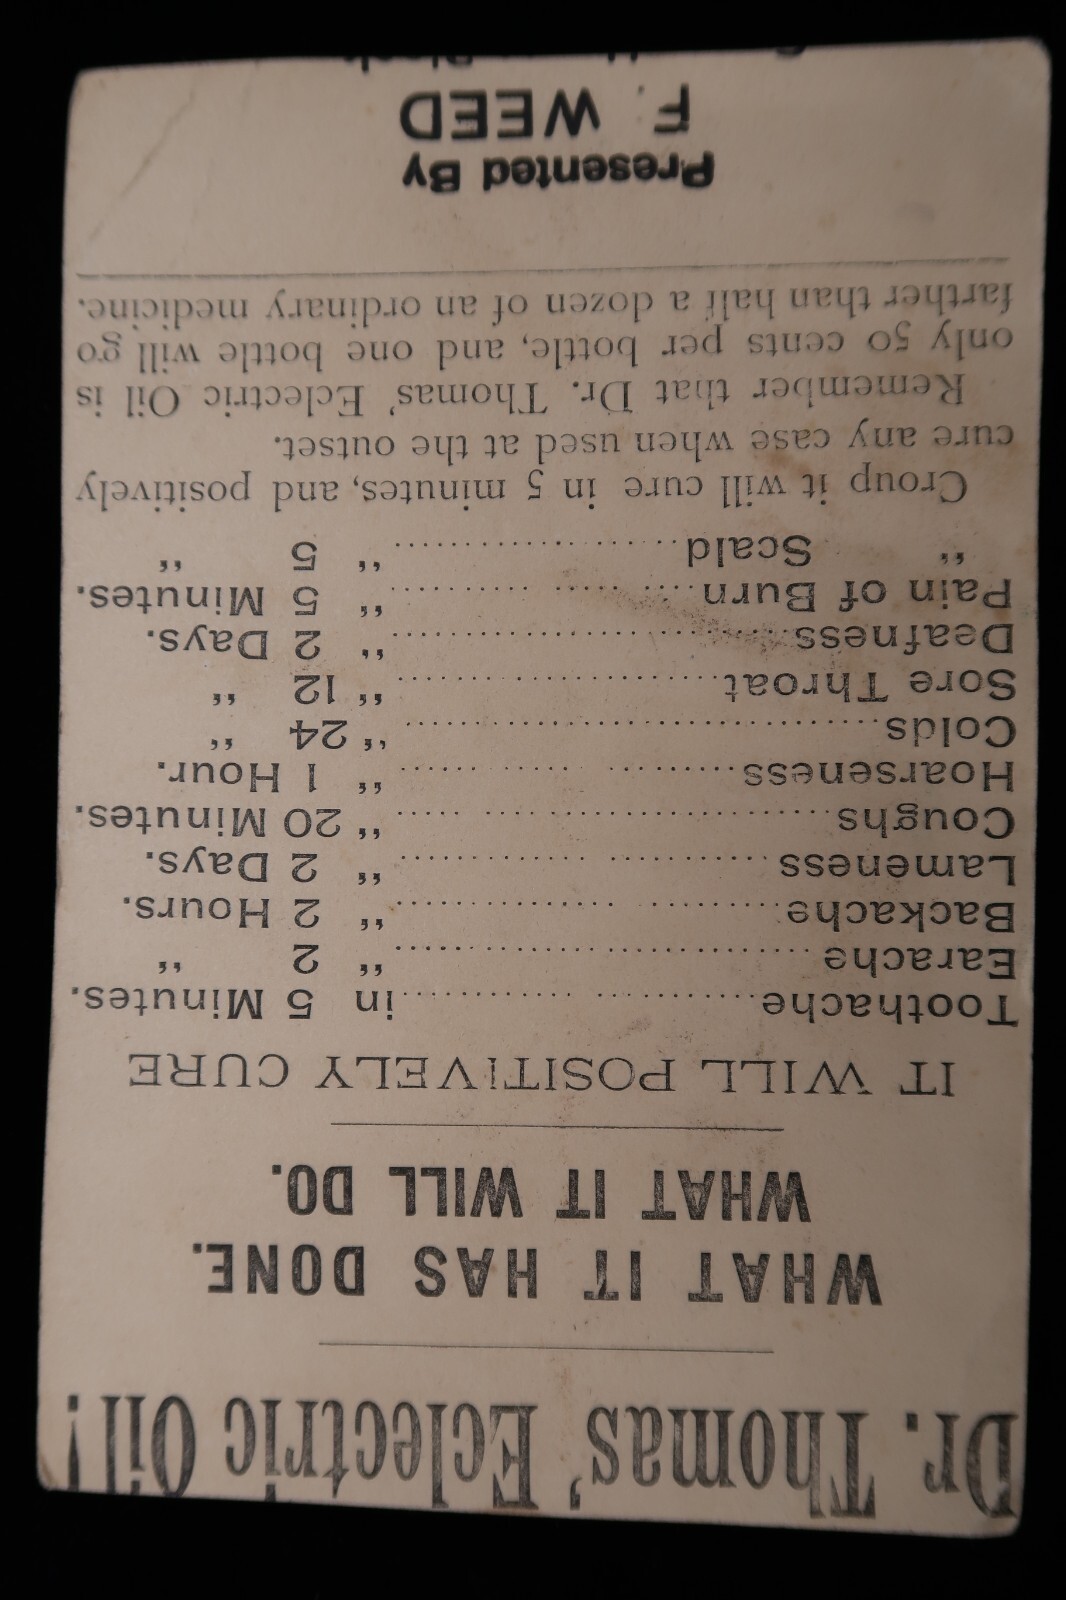 Dr. Thomas' Eclectric Oil!
WHAT IT HAS DONE.
WHAT IT WILL DO.
IT WILL POSITIVELY CURE
Toothache..............................in 5 Minutes.
Earache.............................. " 2 "
Backache.............................. " 2 Hours.
Lameness.............................. " 2 Days.
Coughs.............................. " 20 Minutes.
Hoarseness.............................. " 1 Hour.
Colds.............................. " 24 "
Sore Throat.............................. " 12 "
Deafness.............................. " 2 Days.
Pain of Burn.............................. " 5 Minutes.
" Scald.............................. " 5 "
Croup it will cure in 5 minutes, and positively
cure any case when used at the outset.
Remember that Dr. Thomas' Eclectric Oil is
only 50 cents per bottle, and one bottle will go
farther than half a dozen of an ordinary medicine.
Presented By
F. WEED